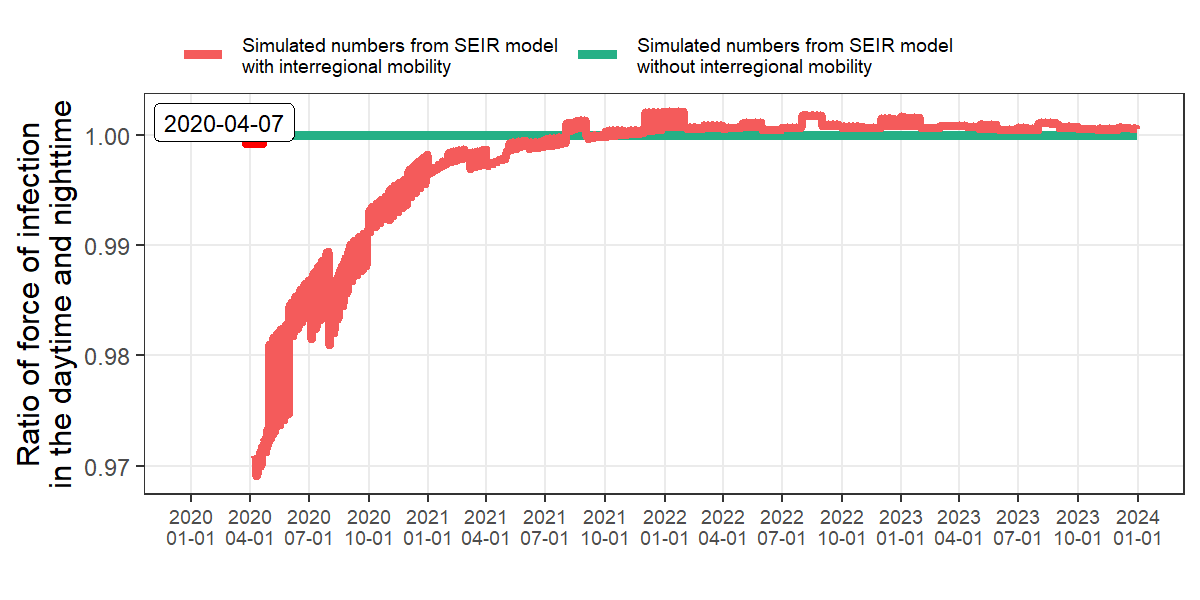 Simulated numbers from SEIR model
with interregional mobility
Simulated numbers from SEIR model
without interregional mobility
2020-04-07
Ratio of force of infection
in the daytime and nighttime
1.00
0.99
0.98
0.97
2020 2020 2020 2020 2021 2021 2021 2021 2022 2022 2022 2022 2023 2023 2023 2023 2024
01-01 04-01 07-01 10-01 01-01 04-01 07-01 10-01 01-01 04-01 07-01 10-01 01-01 04-01 07-01 10-01 01-01